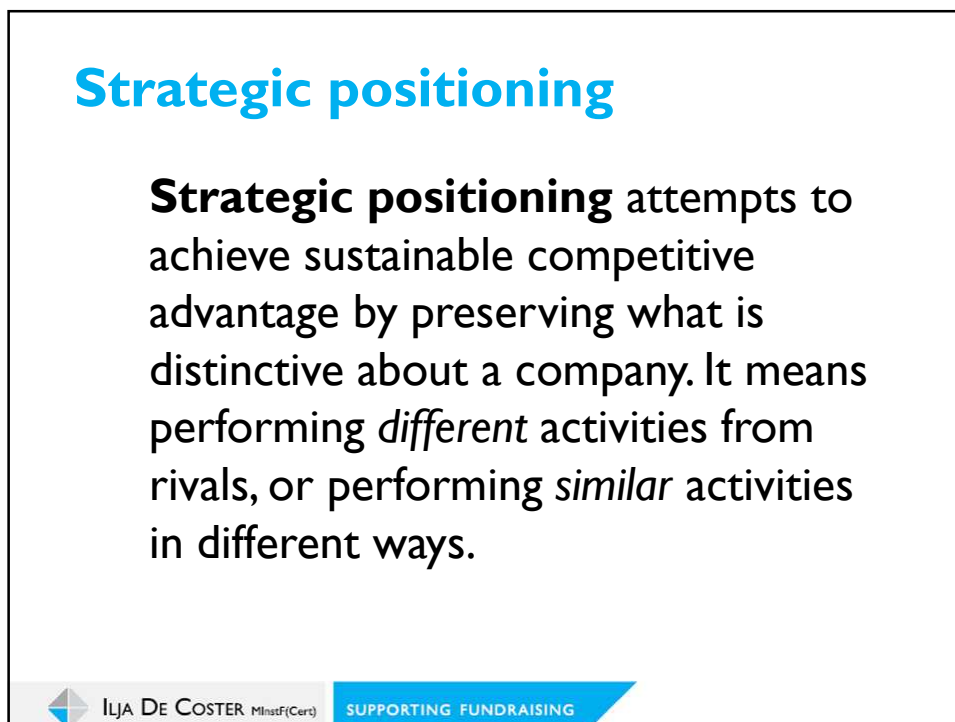 Strategic positioning
Strategic positioning attempts to
achieve sustainable competitive
advantage by preserving what is
distinctive about a company. It means
performing different activities from
rivals, or performing similar activities
in different ways.
ILJA DE COSTER MInstF(Cert) SUPPORTING FUNDRAISING